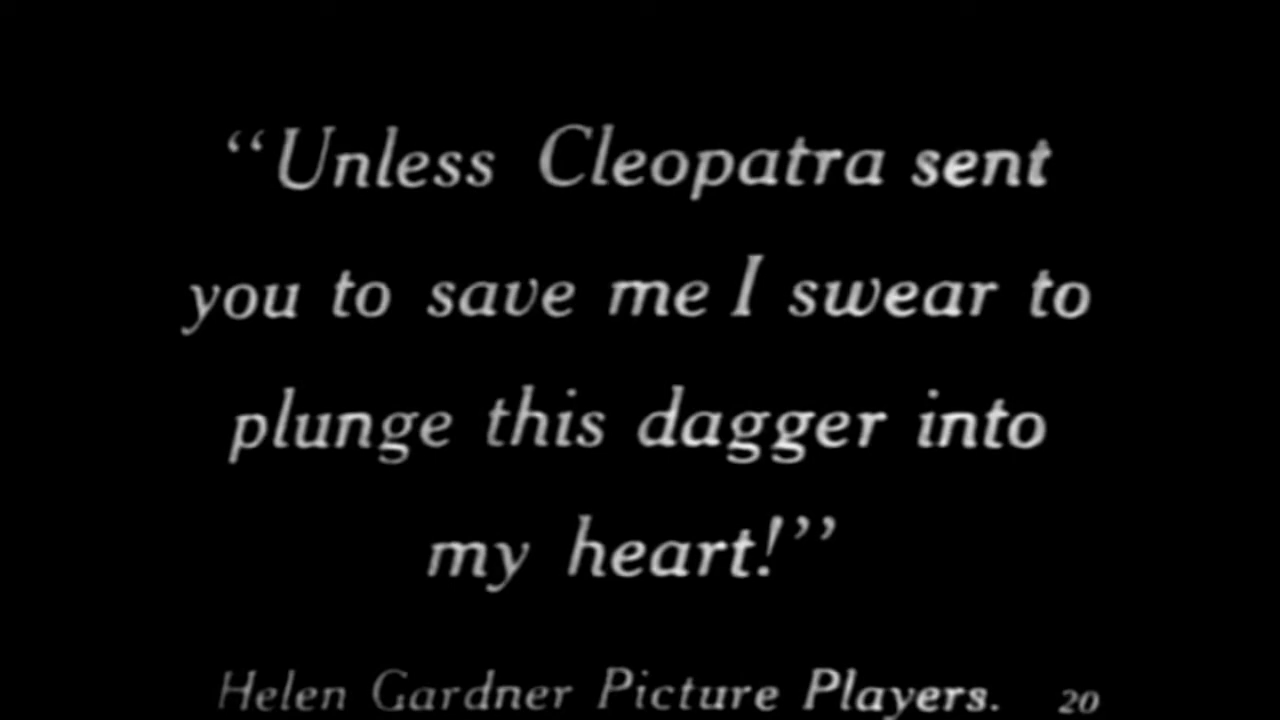 “Unless Cleopatra sent
you to save me I swear to
plunge this dagger into
my heart!”
Helen Gardner Picture Players. 20